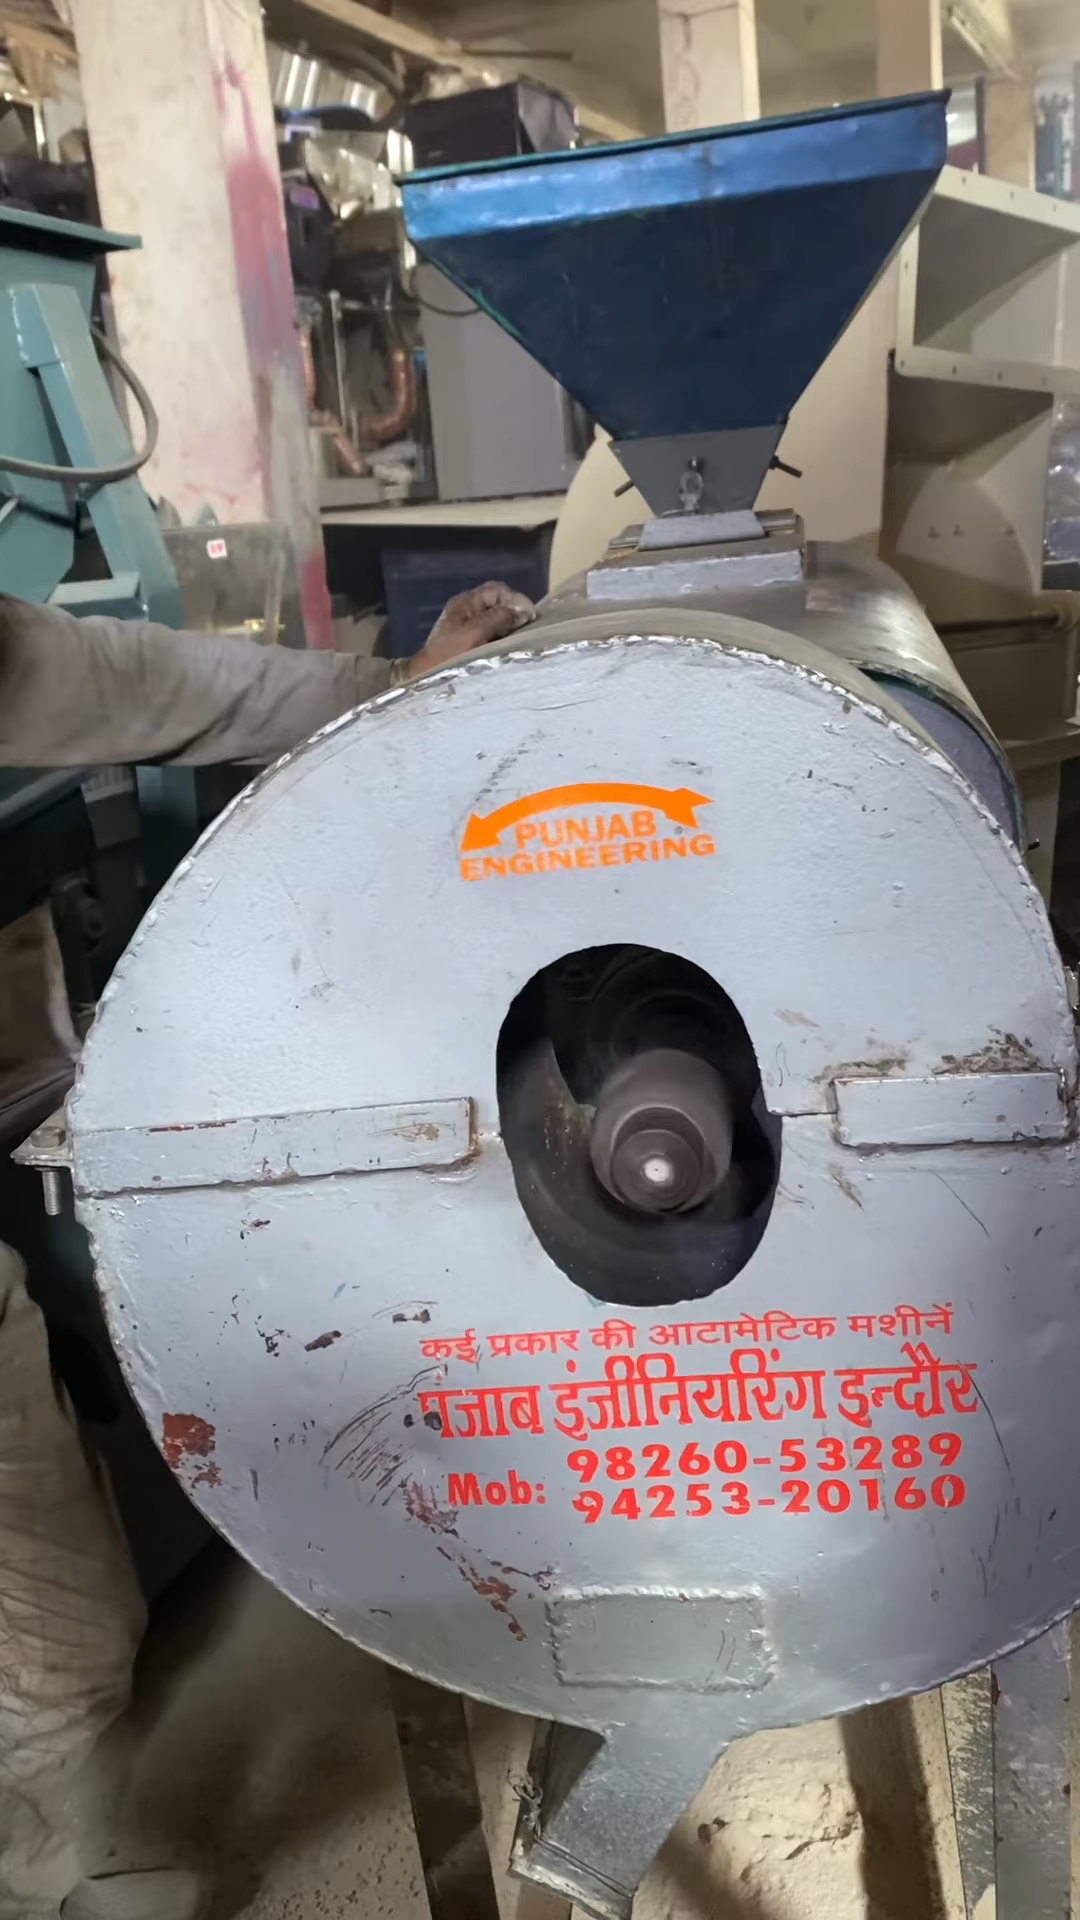 PUNJAB
ENGINEERING
कई प्रकार की आटामेटिक मशीनें
पंजाब इंजीनियरिंग इन्दौर
Mob: 98260-53289
94253-20160